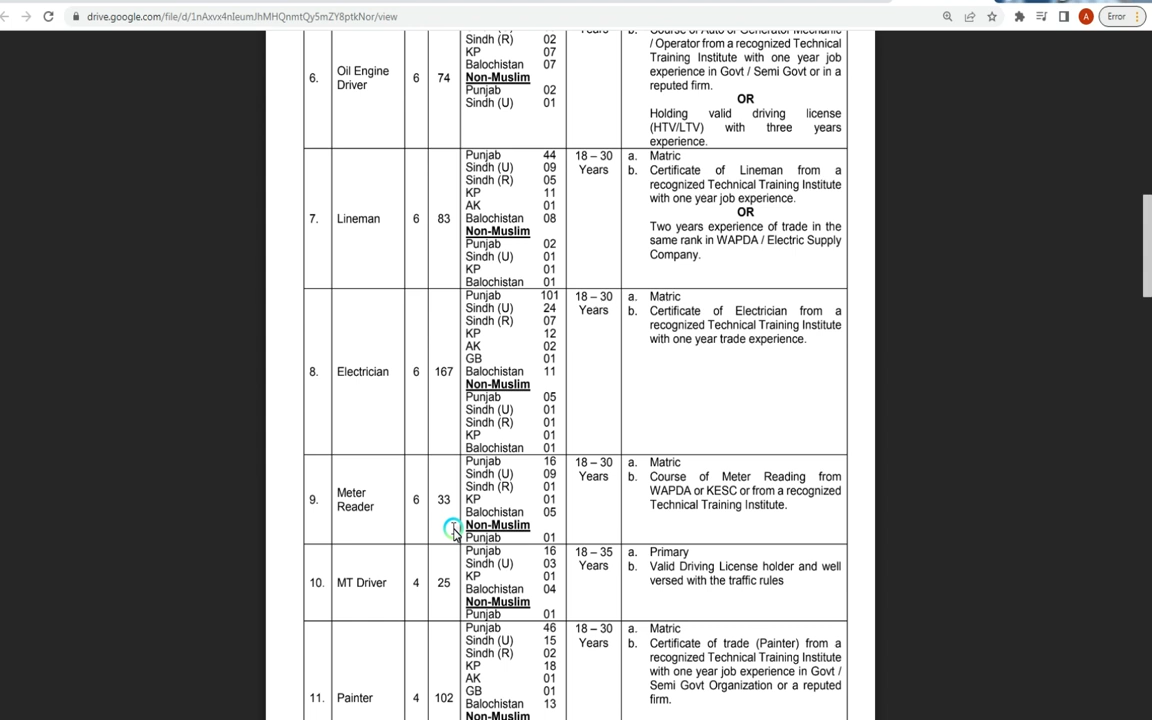 drive.google.com/file/d/1nAxvx4nIeumJhMHQnmtQy5mZY8ptkNor/view
A
Error
6.
Oil Engine
Driver
6
74
Sindh (R) 02
KP 07
Balochistan 07
Non-Muslim
Punjab 02
Sindh (U) 01
Years
b. Course of Auto or Generator Mechanic
/ Operator from a recognized Technical
Training Institute with one year job
experience in Govt / Semi Govt or in a
reputed firm.
OR
Holding valid driving license
(HTV/LTV) with three years
experience.
7.
Lineman
6
83
Punjab 44
Sindh (U) 09
Sindh (R) 05
KP 11
AK 01
Balochistan 08
Non-Muslim
Punjab 02
Sindh (U) 01
KP 01
Balochistan 01
18 – 30
Years
a. Matric
b. Certificate of Lineman from a
recognized Technical Training Institute
with one year job experience.
OR
Two years experience of trade in the
same rank in WAPDA / Electric Supply
Company.
8.
Electrician
6
167
Punjab 101
Sindh (U) 24
Sindh (R) 07
KP 12
AK 02
GB 01
Balochistan 11
Non-Muslim
Punjab 05
Sindh (U) 01
Sindh (R) 01
KP 01
Balochistan 01
18 – 30
Years
a. Matric
b. Certificate of Electrician from a
recognized Technical Training Institute
with one year trade experience.
9.
Meter
Reader
6
33
Punjab 16
Sindh (U) 09
Sindh (R) 01
KP 01
Balochistan 05
Non-Muslim
Punjab 01
18 – 30
Years
a. Matric
b. Course of Meter Reading from
WAPDA or KESC or from a recognized
Technical Training Institute.
10.
MT Driver
4
25
Punjab 16
Sindh (U) 03
KP 01
Balochistan 04
Non-Muslim
Punjab 01
18 – 35
Years
a. Primary
b. Valid Driving License holder and well
versed with the traffic rules
11.
Painter
4
102
Punjab 46
Sindh (U) 15
Sindh (R) 02
KP 18
AK 01
GB 01
Balochistan 13
Non-Muslim
18 – 30
Years
a. Matric
b. Certificate of trade (Painter) from a
recognized Technical Training Institute
with one year job experience in Govt /
Semi Govt Organization or a reputed
firm.